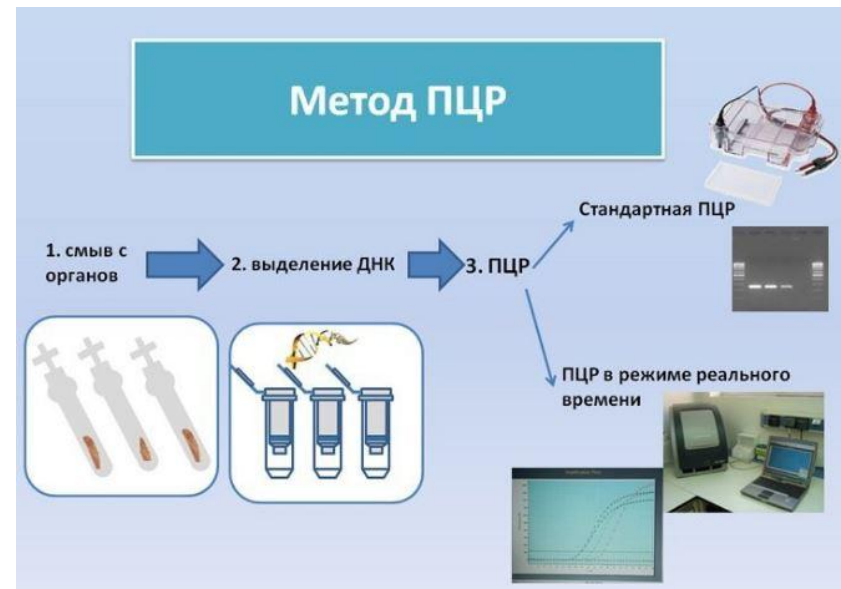 Метод ПЦР
Стандартная ПЦР
1. смыв с
органов
2. выделение ДНК
3. ПЦР
ПЦР в режиме реального
времени